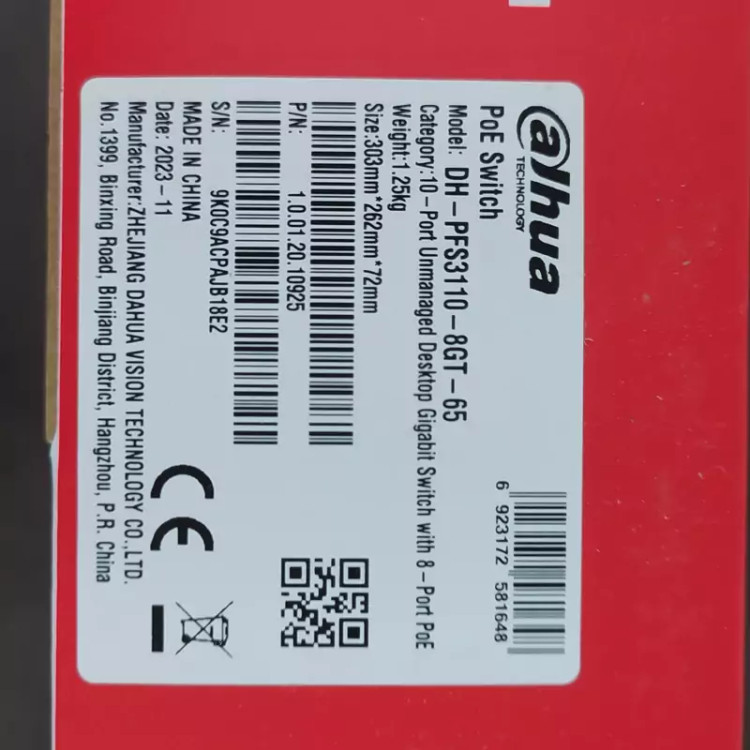 alhua
TECHNOLOGY
PoE Switch
6 923172 581648
Model: DH-PFS3110-8GT-65
Category:10-Port Unmanaged Desktop Gigabit Switch with 8-Port PoE
Weight:1.25kg
Size:303mm*262mm*72mm
P/N: 1.0.01.20.10925
S/N: 9K0C9ACPAJB18E2
MADE IN CHINA
Date: 2023-11
Manufacturer:ZHEJIANG DAHUA VISION TECHNOLOGY CO.,LTD.
No.1399, Binxing Road, Binjiang District, Hangzhou, P.R. China
CE